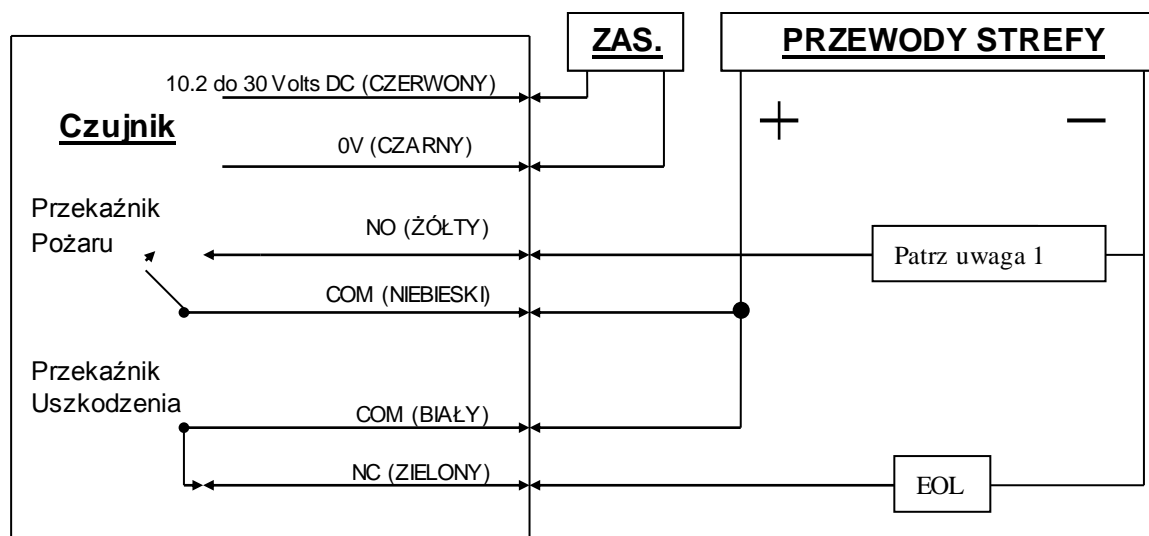 ZAS.
PRZEWODY STREFY
10.2 do 30 Volts DC (CZERWONY)
Czujnik
+
−
0V (CZARNY)
Przekaźnik
Pożaru
NO (ŻÓŁTY)
Patrz uwaga 1
COM (NIEBIESKI)
Przekaźnik
Uszkodzenia
COM (BIAŁY)
NC (ZIELONY)
EOL